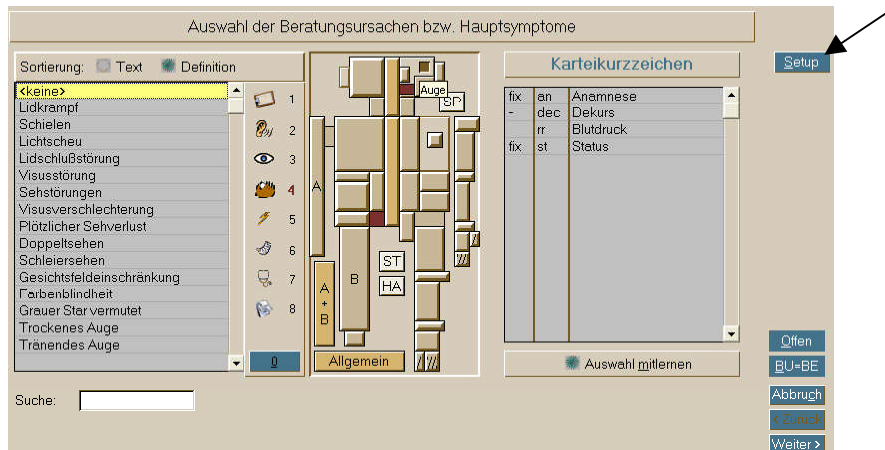 Auswahl der Beratungsursachen bzw. Hauptsymptome
Sortierung: Text Definition
<keine>
Lidkrampf
Schielen
Lichtscheu
Lidschlußstörung
Visusstörung
Sehstörungen
Visusverschlechterung
Plötzlicher Sehverlust
Doppeltsehen
Schleiersehen
Gesichtsfeldeinschränkung
Farbenblindheit
Grauer Star vermutet
Trockenes Auge
Tränendes Auge
1
2
3
4
5
6
7
8
0
Auge
SD
A
B
ST
HA
A
+
B
Allgemein
Karteikurzzeichen
fix an Anamnese
- dec Dekurs
rr Blutdruck
fix st Status
Auswahl mitlernen
Setup
Offen
BU=BE
Abbruch
< Zurück
Weiter >
Suche: